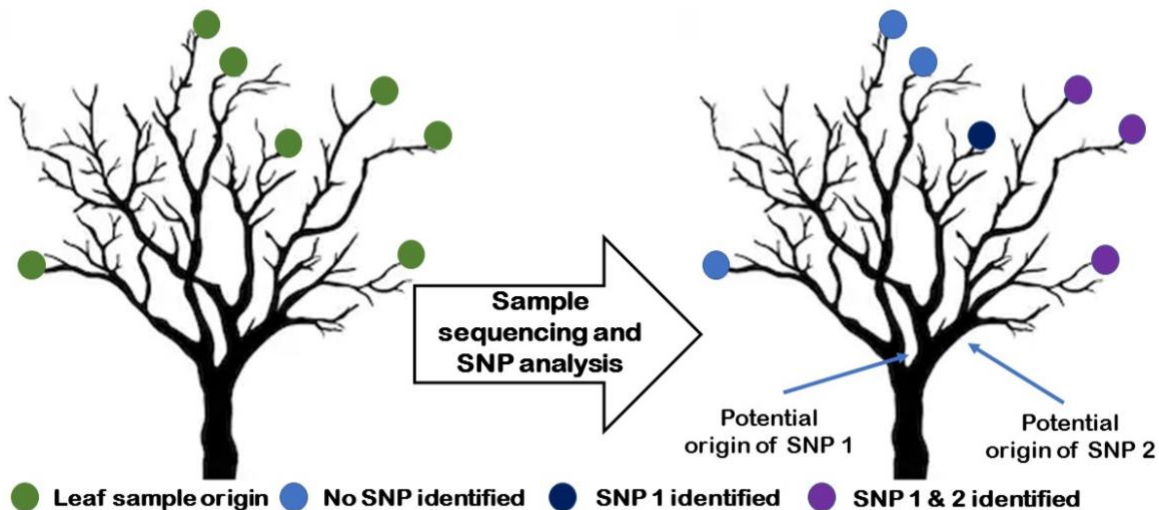 Sample
sequencing and
SNP analysis
Potential
origin of SNP 1
Potential
origin of SNP 2
Leaf sample origin
No SNP identified
SNP 1 identified
SNP 1 & 2 identified